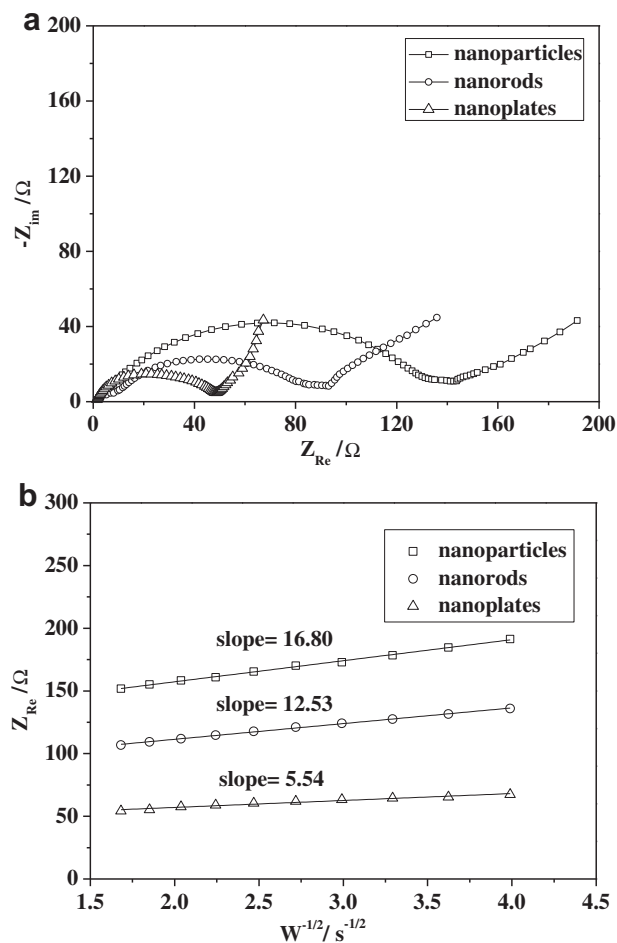 a
200
160
120
80
40
0
-Z_im /Ω
nanoparticles
nanorods
nanoplates
0 40 80 120 160 200
Z_Re /Ω
b
300
250
200
150
100
50
0
Z_Re /Ω
nanoparticles
nanorods
nanoplates
slope= 16.80
slope= 12.53
slope= 5.54
1.5 2.0 2.5 3.0 3.5 4.0 4.5
W^-1/2/ s^-1/2